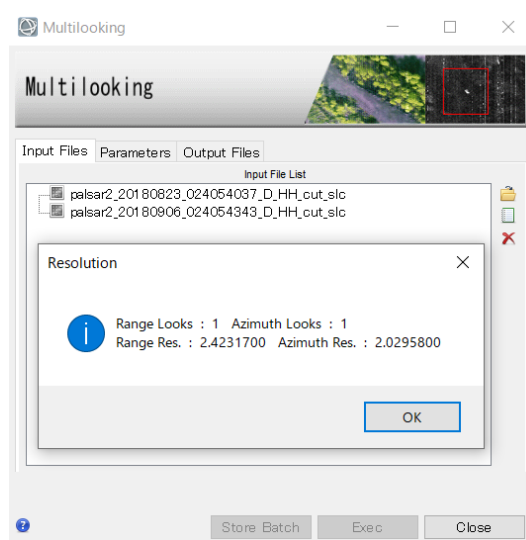 Multilooking
Multilooking
Input Files Parameters Output Files
Input File List
palsar2_20180823_024054037_D_HH_cut_slc
palsar2_20180906_024054343_D_HH_cut_slc
Resolution
Range Looks : 1 Azimuth Looks : 1
Range Res. : 2.4231700 Azimuth Res. : 2.0295800
OK
Store Batch Exec Close